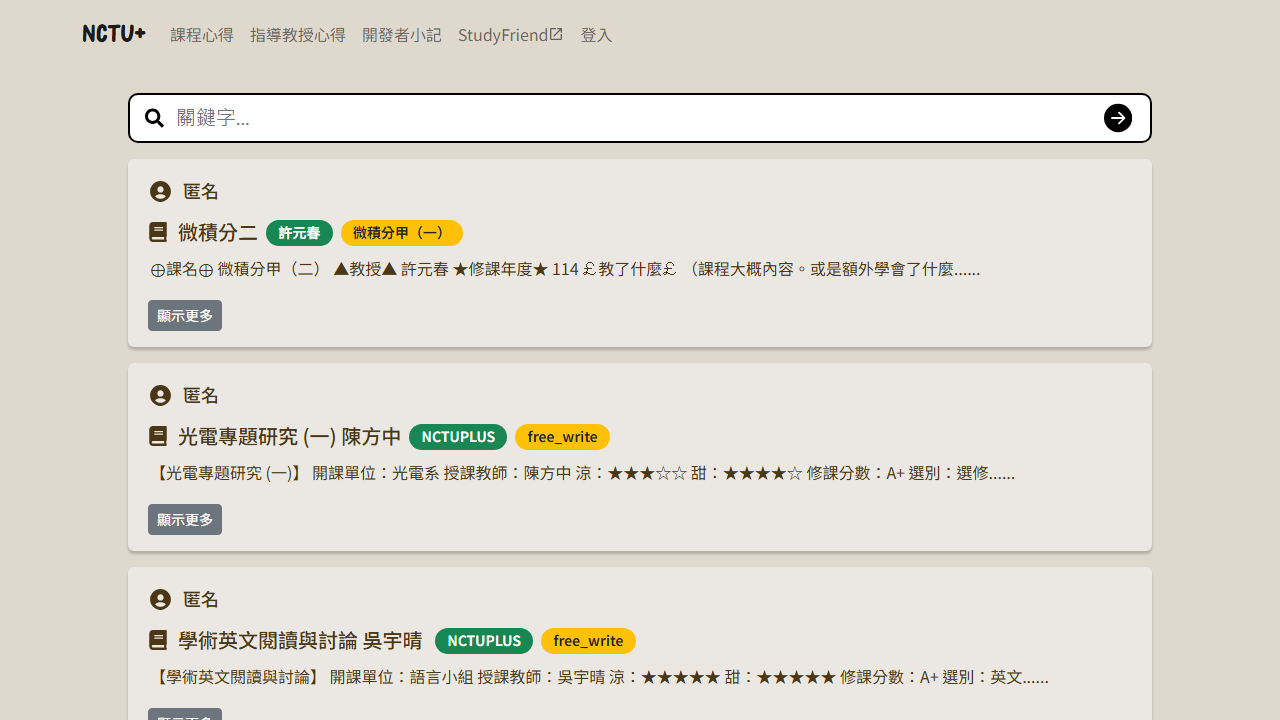 NCTU+ 課程心得 指導教授心得 開發者小記 StudyFriend 登入
關鍵字...
匿名
微積分二 許元春 微積分甲（一）
⊕課名⊕ 微積分甲（二） ▲教授▲ 許元春 ★修課年度★ 114 £教了什麼£ （課程大概內容。或是額外學會了什麼......
顯示更多
匿名
光電專題研究 (一) 陳方中 NCTUPLUS free_write
【光電專題研究 (一)】 開課單位：光電系 授課教師：陳方中 涼：★★★☆☆ 甜：★★★★☆ 修課分數：A+ 選別：選修......
顯示更多
匿名
學術英文閱讀與討論 吳宇晴 NCTUPLUS free_write
【學術英文閱讀與討論】 開課單位：語言小組 授課教師：吳宇晴 涼：★★★★★ 甜：★★★★★ 修課分數：A+ 選別：英文......
顯示更多